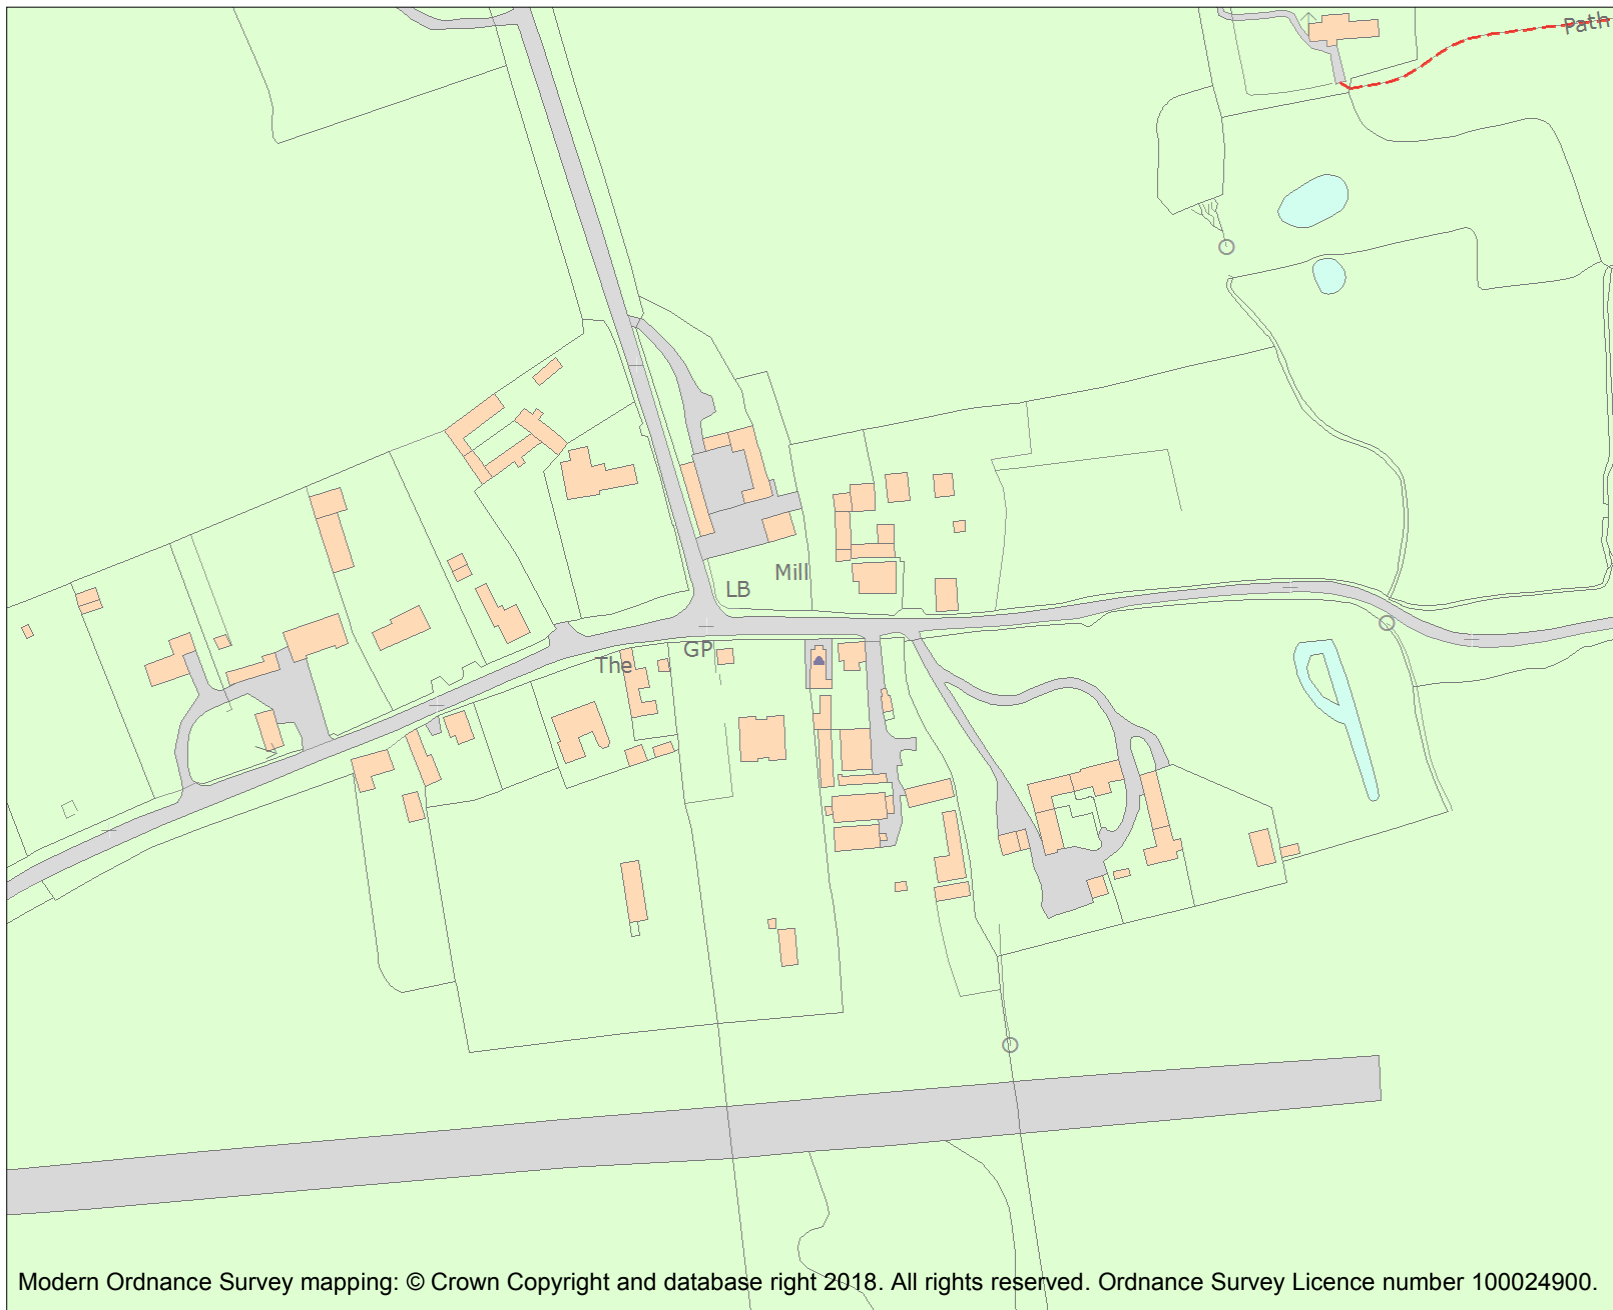 Path
Mill
LB
GP
The
Modern Ordnance Survey mapping: © Crown Copyright and database right 2018. All rights reserved. Ordnance Survey Licence number 100024900.